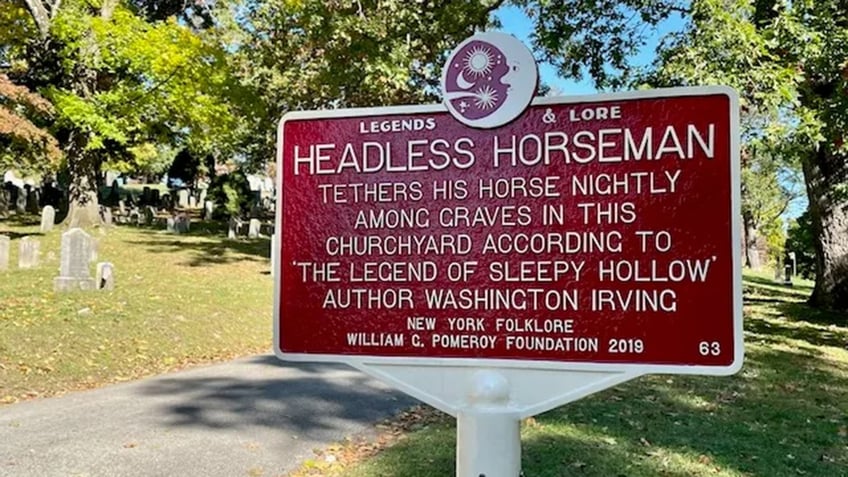 LEGENDS & LORE
HEADLESS HORSEMAN
TETHERS HIS HORSE NIGHTLY
AMONG GRAVES IN THIS
CHURCHYARD ACCORDING TO
'THE LEGEND OF SLEEPY HOLLOW'
AUTHOR WASHINGTON IRVING
NEW YORK FOLKLORE
WILLIAM G. POMEROY FOUNDATION 2019 63